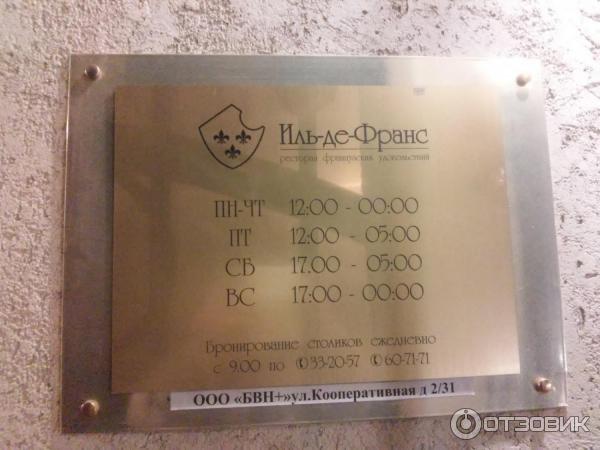 Иль-де-Франс
ресторан французских удовольствий
ПН-ЧТ 12:00 - 00:00
ПТ 12:00 - 05:00
СБ 17.00 - 05:00
ВС 17:00 - 00:00
Бронирование столиков ежедневно
с 9.00 по ✆33-20-57 ✆60-71-71
ООО «БВН+»ул.Кооперативная д 2/31
ОТЗОВИК